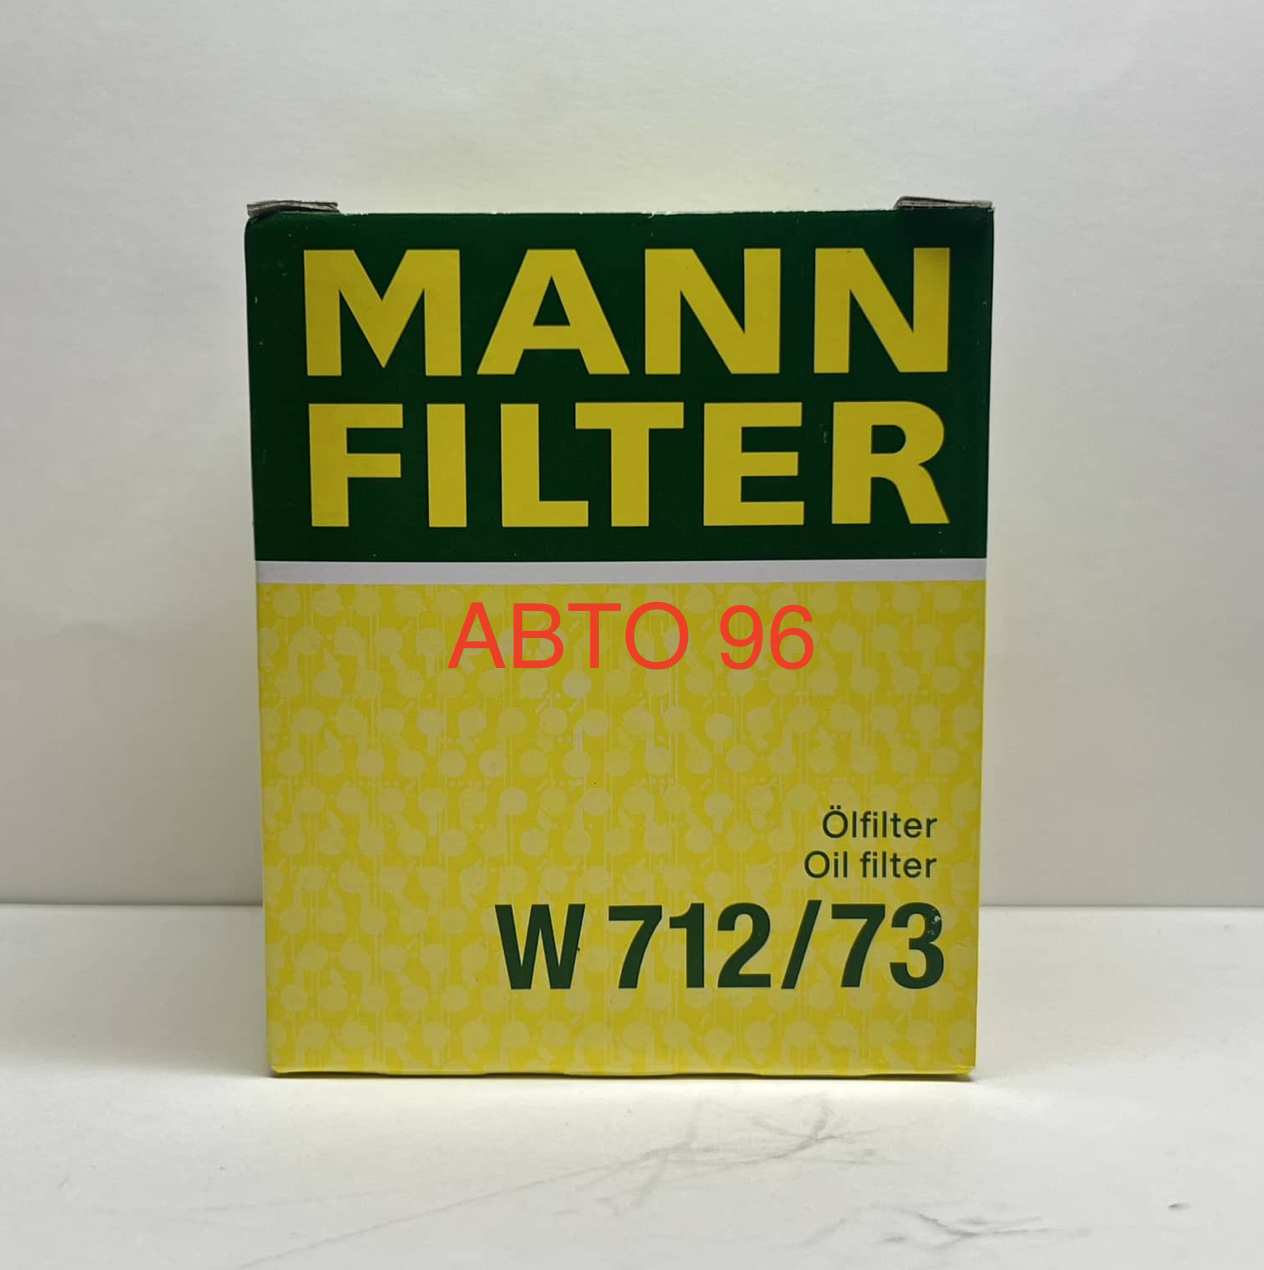 MANN
FILTER
АВТО 96
Ölfilter
Oil filter
W 712/73